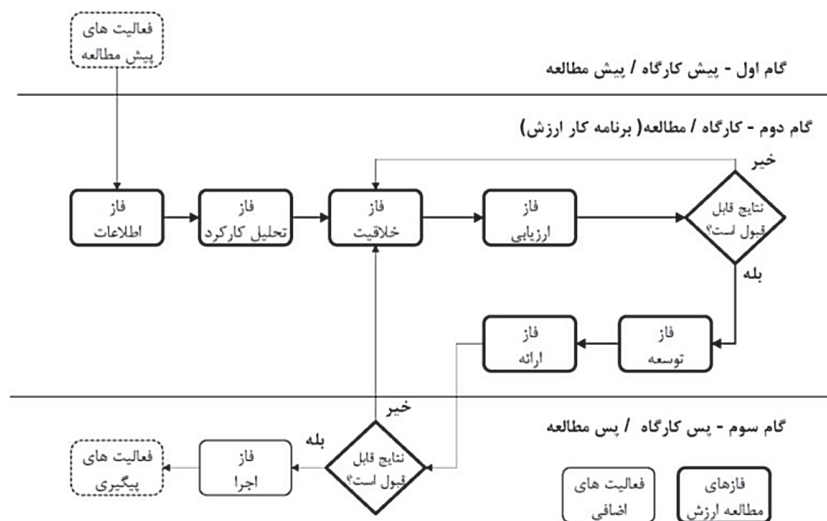 فعالیت های
پیش مطالعه
گام اول - پیش کارگاه / پیش مطالعه
گام دوم - کارگاه / مطالعه( برنامه کار ارزش)
خیر
فاز
اطلاعات
فاز
تحلیل کارکرد
فاز
خلاقیت
فاز
ارزیابی
نتایج قابل
قبول است؟
بله
فاز
توسعه
فاز
ارائه
گام سوم - پس کارگاه / پس مطالعه
خیر
نتایج قابل
قبول است؟
بله
فاز
اجرا
فعالیت های
پیگیری
فازهای
مطالعه ارزش
فعالیت های
اضافی